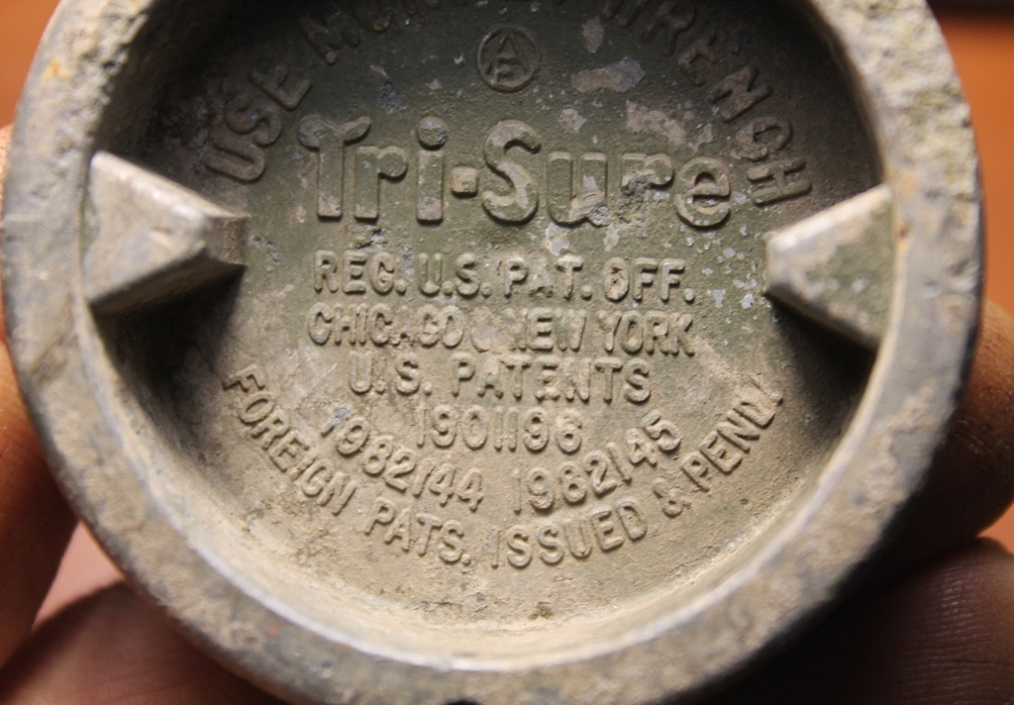 USE WRENCH
Tri-Sure
REG. U.S. PAT. OFF.
CHICAGO & NEW YORK
U.S. PATENTS
1901196
1982144 1982145
FOREIGN PATS. ISSUED & PEND.